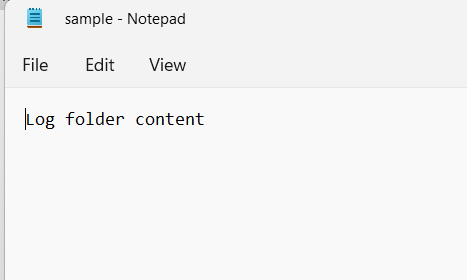 sample - Notepad
File Edit View
Log folder content